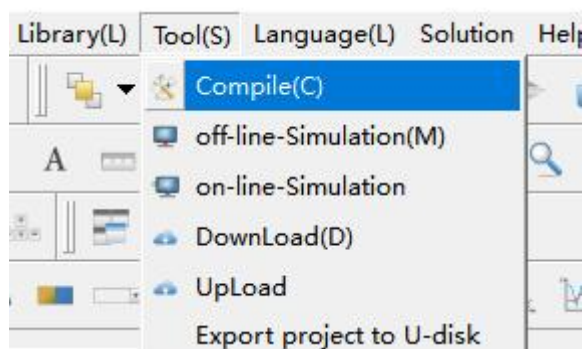 Library(L) Tool(S) Language(L) Solution Help
Compile(C)
off-line-Simulation(M)
A
on-line-Simulation
DownLoad(D)
UpLoad
Export project to U-disk